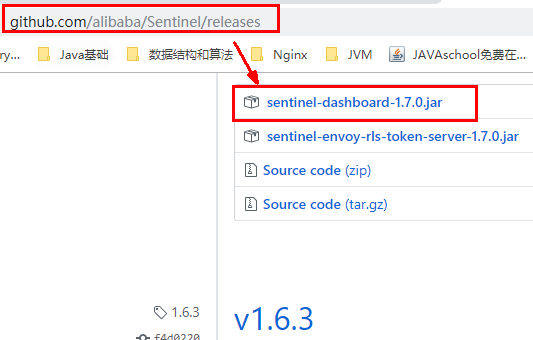 github.com/alibaba/Sentinel/releases
ar... Java基础 数据结构和算法 Nginx JVM JAVAschool免费在...
sentinel-dashboard-1.7.0.jar
sentinel-envoy-rls-token-server-1.7.0.jar
Source code (zip)
Source code (tar.gz)
1.6.3
v1.6.3
f4d0220